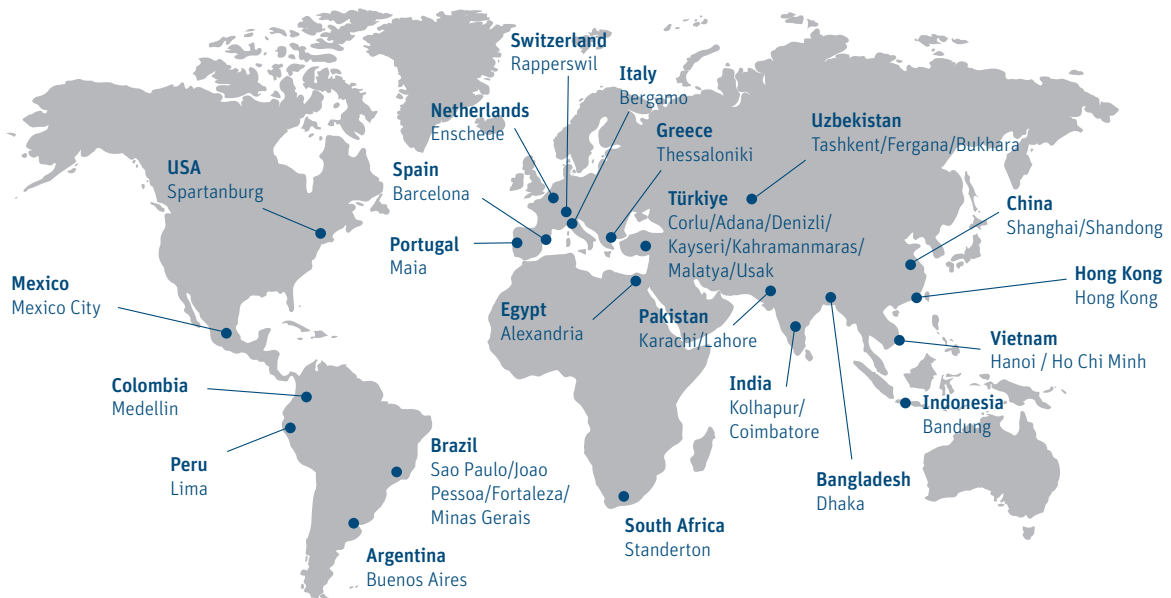 Switzerland
Rapperswil
Italy
Bergamo
Netherlands
Enschede
Greece
Thessaloniki
Uzbekistan
Tashkent/Fergana/Bukhara
USA
Spartanburg
Spain
Barcelona
Türkiye
Corlu/Adana/Denizli/
Kayseri/Kahramanmaras/
Malatya/Usak
China
Shanghai/Shandong
Portugal
Maia
Mexico
Mexico City
Hong Kong
Hong Kong
Egypt
Alexandria
Pakistan
Karachi/Lahore
Vietnam
Hanoi / Ho Chi Minh
Colombia
Medellin
India
Kolhapur/
Coimbatore
Indonesia
Bandung
Peru
Lima
Brazil
Sao Paulo/Joao
Pessoa/Fortaleza/
Minas Gerais
Bangladesh
Dhaka
South Africa
Standerton
Argentina
Buenos Aires